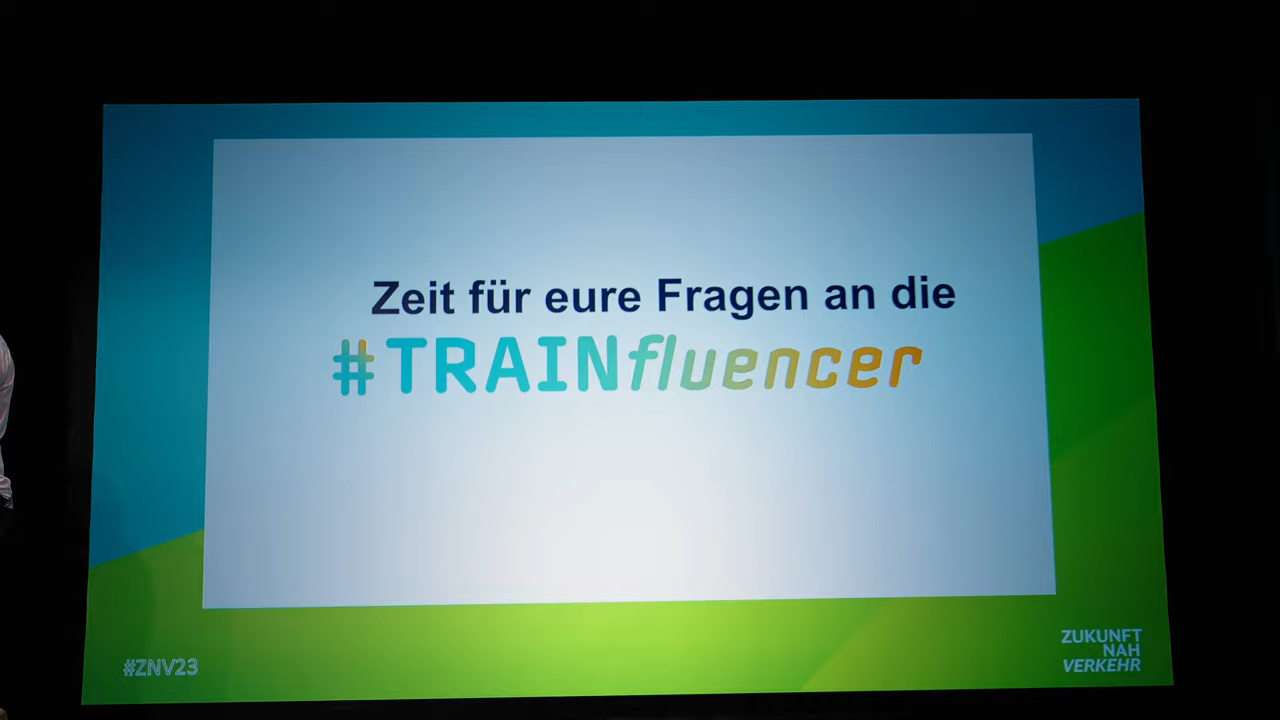 Zeit für eure Fragen an die
#TRAINfluencer
#ZNV23
ZUKUNFT
NAH
VERKEHR